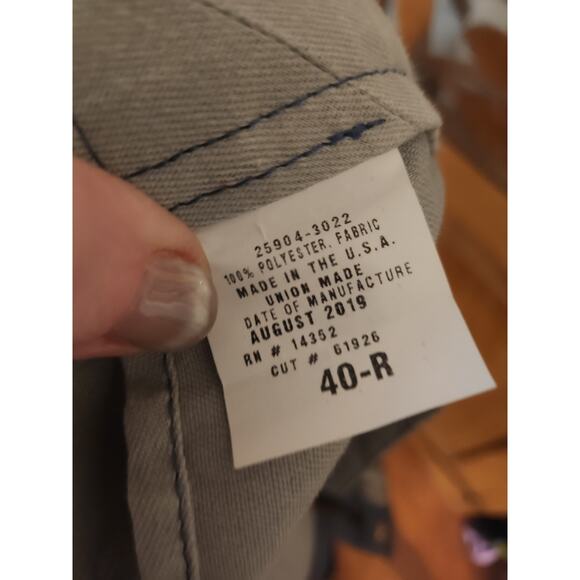 25904-3022
100% POLYESTER. FABRIC
MADE IN THE U.S.A.
UNION MADE
DATE OF MANUFACTURE
AUGUST 2019
RN # 14352
CUT # 61926
40-R